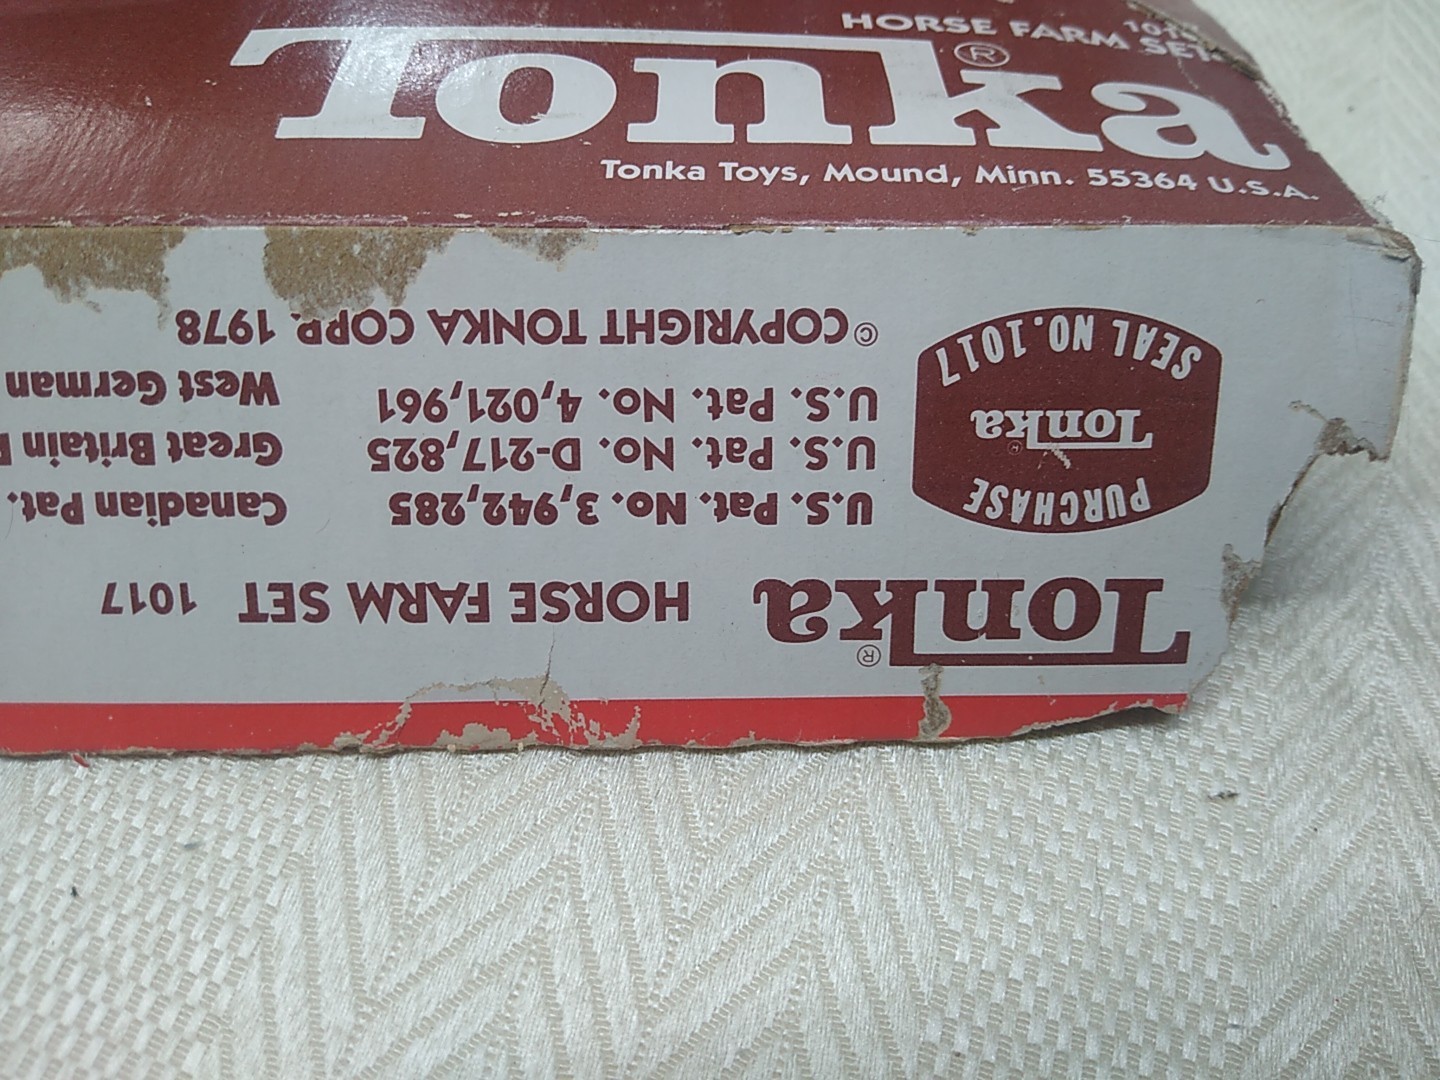 HORSE FARM SET
Tonka®
Tonka Toys, Mound, Minn. 55364 U.S.A.
Tonka® HORSE FARM SET 1017
PURCHASE
Tonka®
SEAL NO. 1017
U.S. Pat. No. 3,942,285 Canadian Pat.
U.S. Pat. No. D-217,825 Great Britain
U.S. Pat. No. 4,021,961 West German
© COPYRIGHT TONKA CORP. 1978